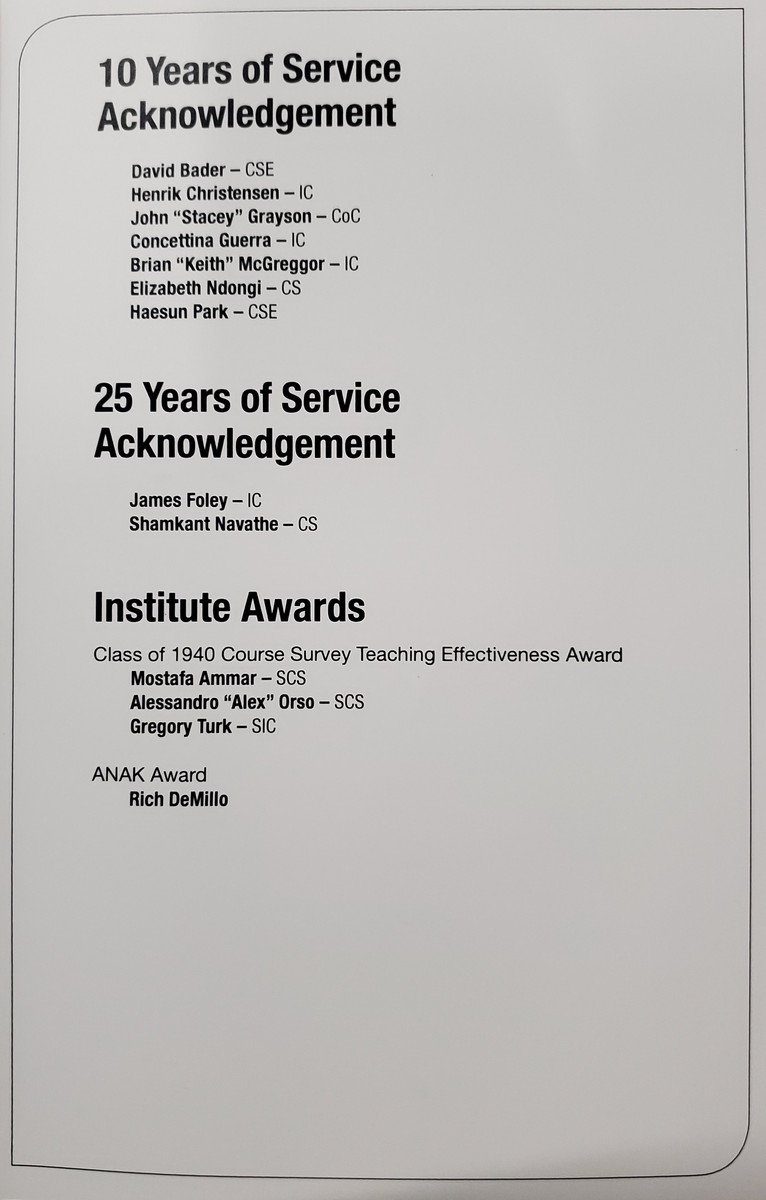 10 Years of Service
Acknowledgement
David Bader – CSE
Henrik Christensen – IC
John “Stacey” Grayson – CoC
Concettina Guerra – IC
Brian “Keith” McGreggor – IC
Elizabeth Ndongi – CS
Haesun Park – CSE
25 Years of Service
Acknowledgement
James Foley – IC
Shamkant Navathe – CS
Institute Awards
Class of 1940 Course Survey Teaching Effectiveness Award
Mostafa Ammar – SCS
Alessandro “Alex” Orso – SCS
Gregory Turk – SIC
ANAK Award
Rich DeMillo